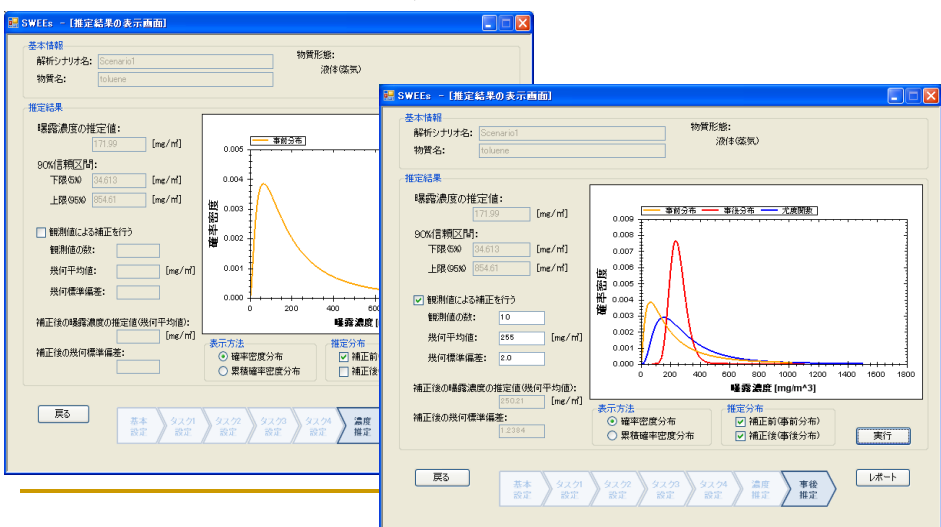 SWEEs - [推定結果の表示画面]
基本情報
解析シナリオ名: Scenario1
物質名: toluene
物質形態:
液体(蒸気)
推定結果
曝露濃度の推定値:
171.99 [mg/㎥]
90%信頼区間:
下限(5%) 34.613 [mg/㎥]
上限(95%) 854.61 [mg/㎥]
観測値による補正を行う
観測値の数:
幾何平均値: [mg/㎥]
幾何標準偏差:
補正後の曝露濃度の推定値(幾何平均値):
[mg/㎥]
補正後の幾何標準偏差:
事前分布
確率密度
0.005
0.004
0.003
0.002
0.001
0.000
0 200 400 600
曝露濃度 [
表示方法
確率密度分布
累積確率密度分布
推定分布
補正前
補正後
戻る
基本設定 タスク1設定 タスク2設定 タスク3設定 タスク4設定 濃度推定
SWEEs - [推定結果の表示画面]
基本情報
解析シナリオ名: Scenario1
物質名: toluene
物質形態:
液体(蒸気)
推定結果
曝露濃度の推定値:
171.99 [mg/㎥]
90%信頼区間:
下限(5%) 34.613 [mg/㎥]
上限(95%) 854.61 [mg/㎥]
観測値による補正を行う
観測値の数: 10
幾何平均値: 255 [mg/㎥]
幾何標準偏差: 2.0
補正後の曝露濃度の推定値(幾何平均値):
250.21 [mg/㎥]
補正後の幾何標準偏差:
1.2384
事前分布 事後分布 尤度関数
確率密度
0.009
0.008
0.007
0.006
0.005
0.004
0.003
0.002
0.001
0.000
0 200 400 600 800 1000 1200 1400 1600 1800
曝露濃度 [mg/m^3]
表示方法
確率密度分布
累積確率密度分布
推定分布
補正前(事前分布)
補正後(事後分布)
実行
戻る
基本設定 タスク1設定 タスク2設定 タスク3設定 タスク4設定 濃度推定 事後推定
レポート